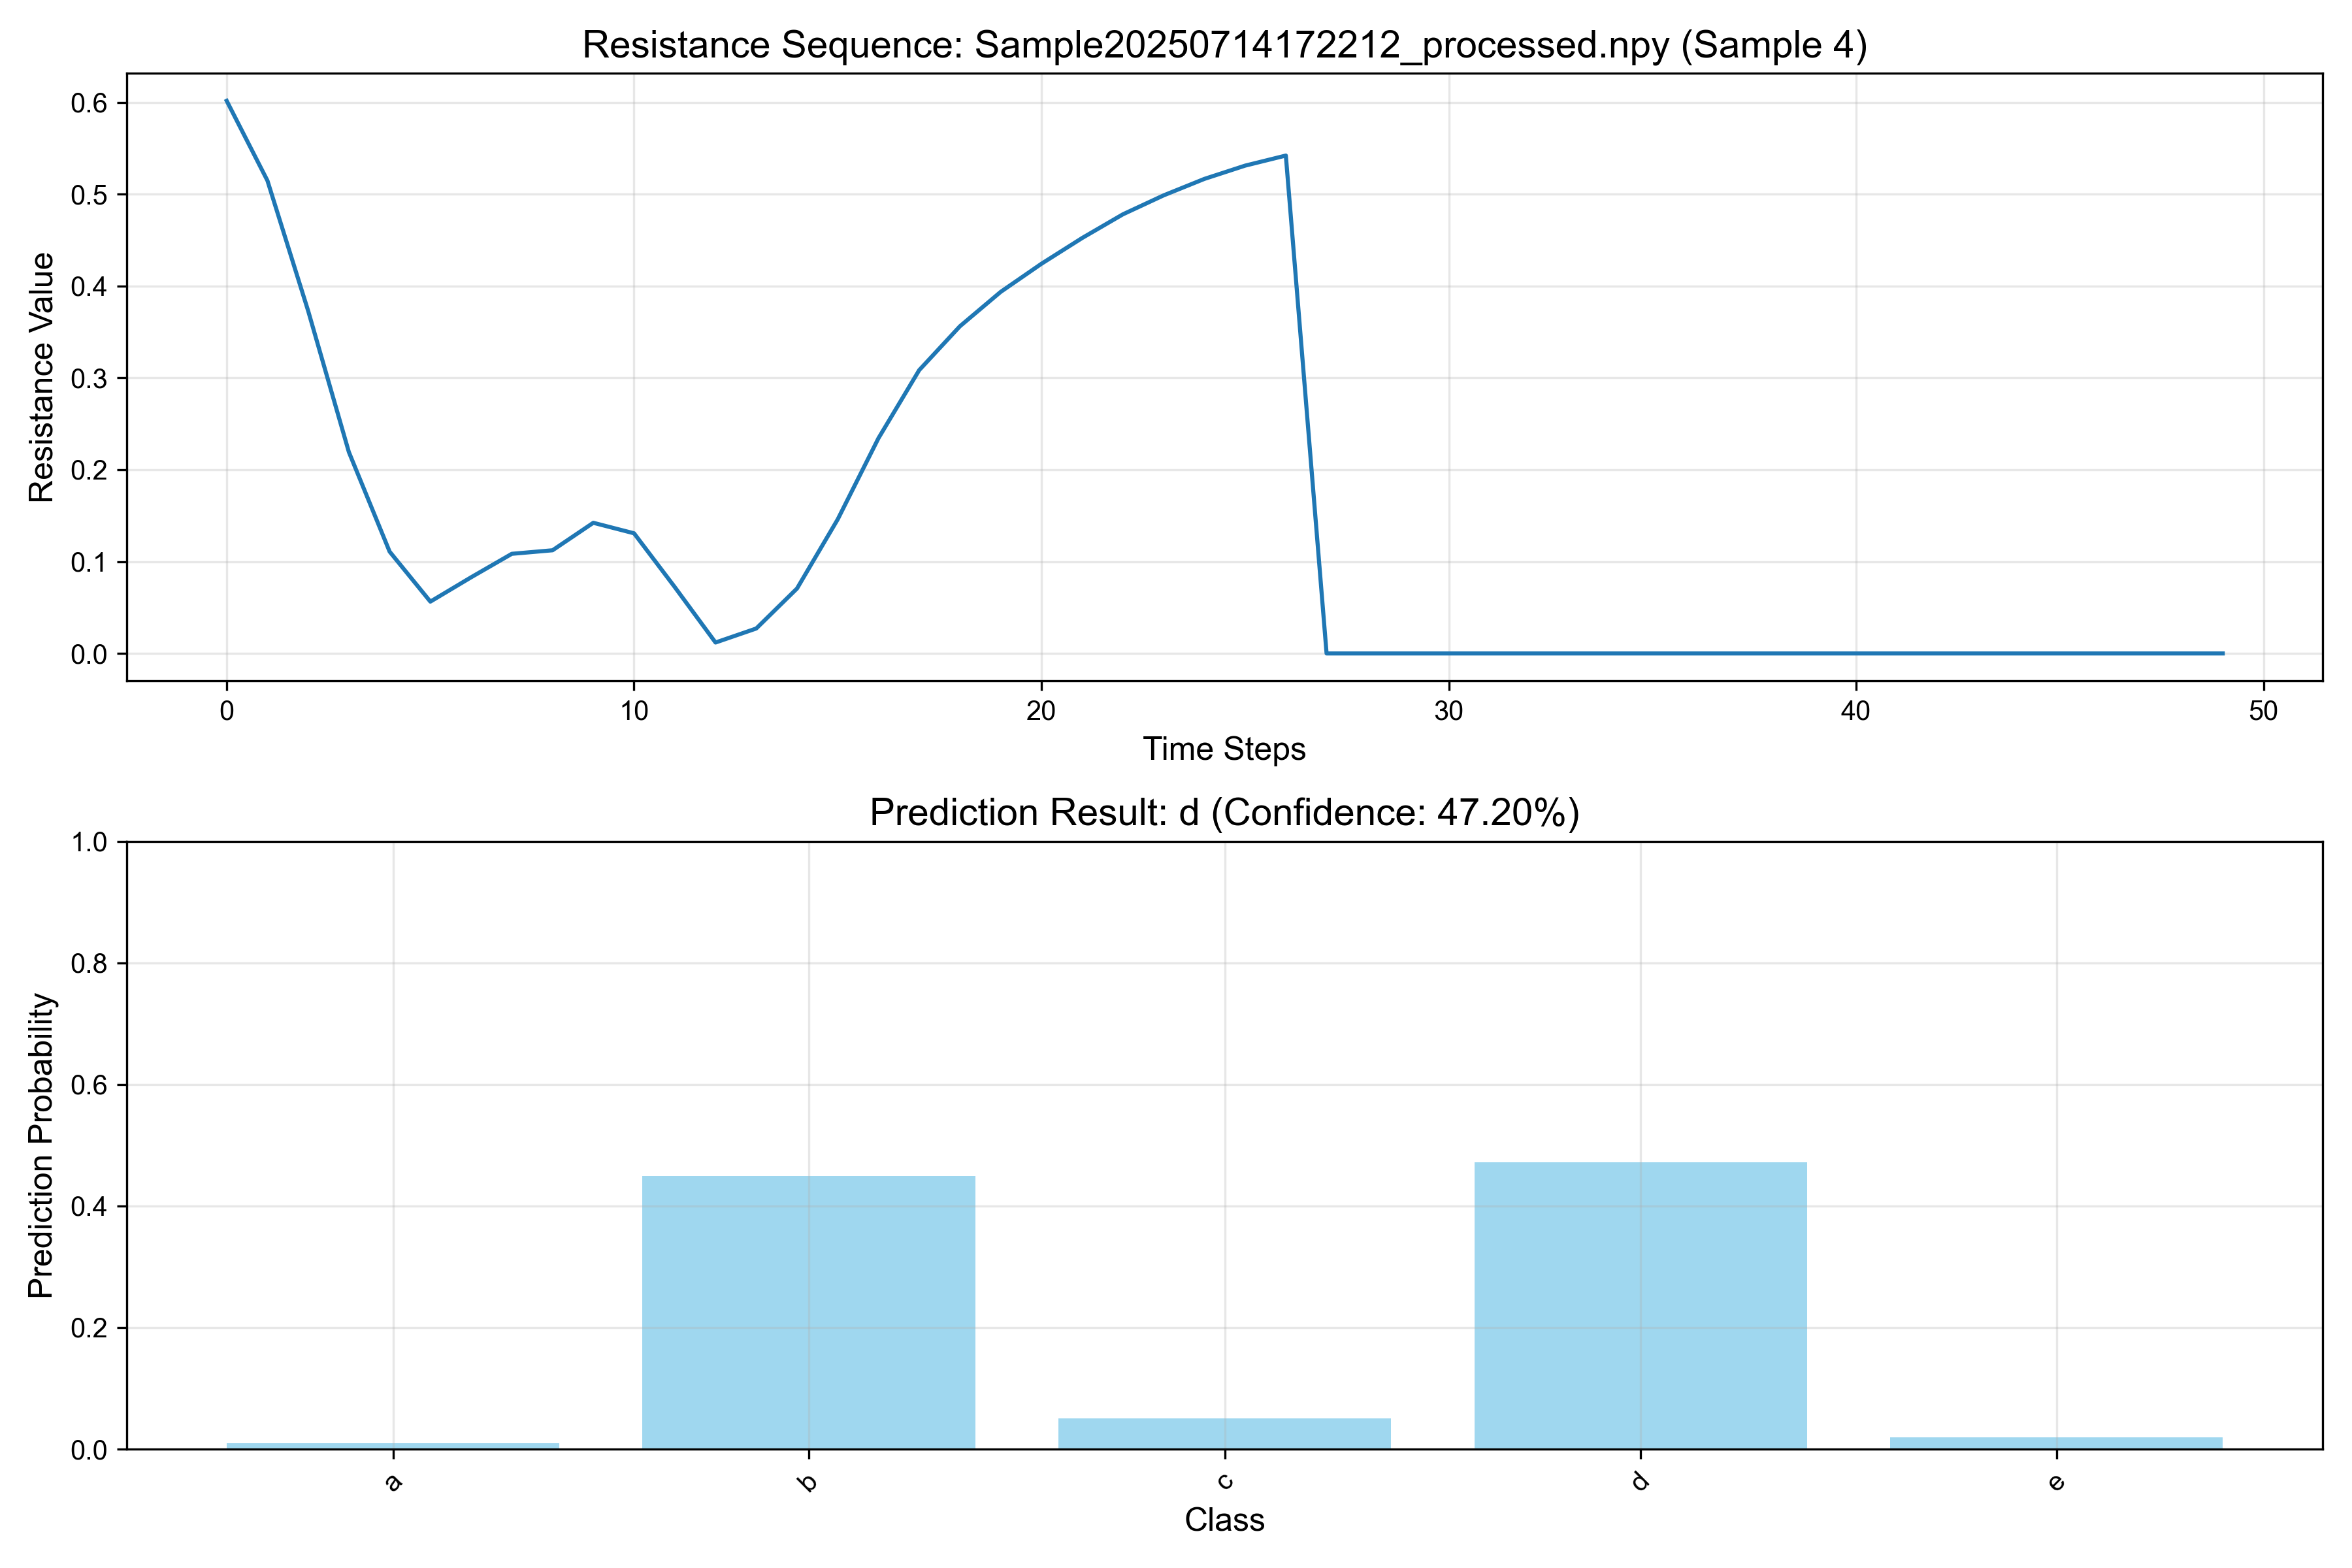 Resistance Sequence: Sample20250714172212_processed.npy (Sample 4)
Resistance Value
0.6
0.5
0.4
0.3
0.2
0.1
0.0
0 10 20 30 40 50
Time Steps
Prediction Result: d (Confidence: 47.20%)
Prediction Probability
1.0
0.8
0.6
0.4
0.2
0.0
a b c d e
Class